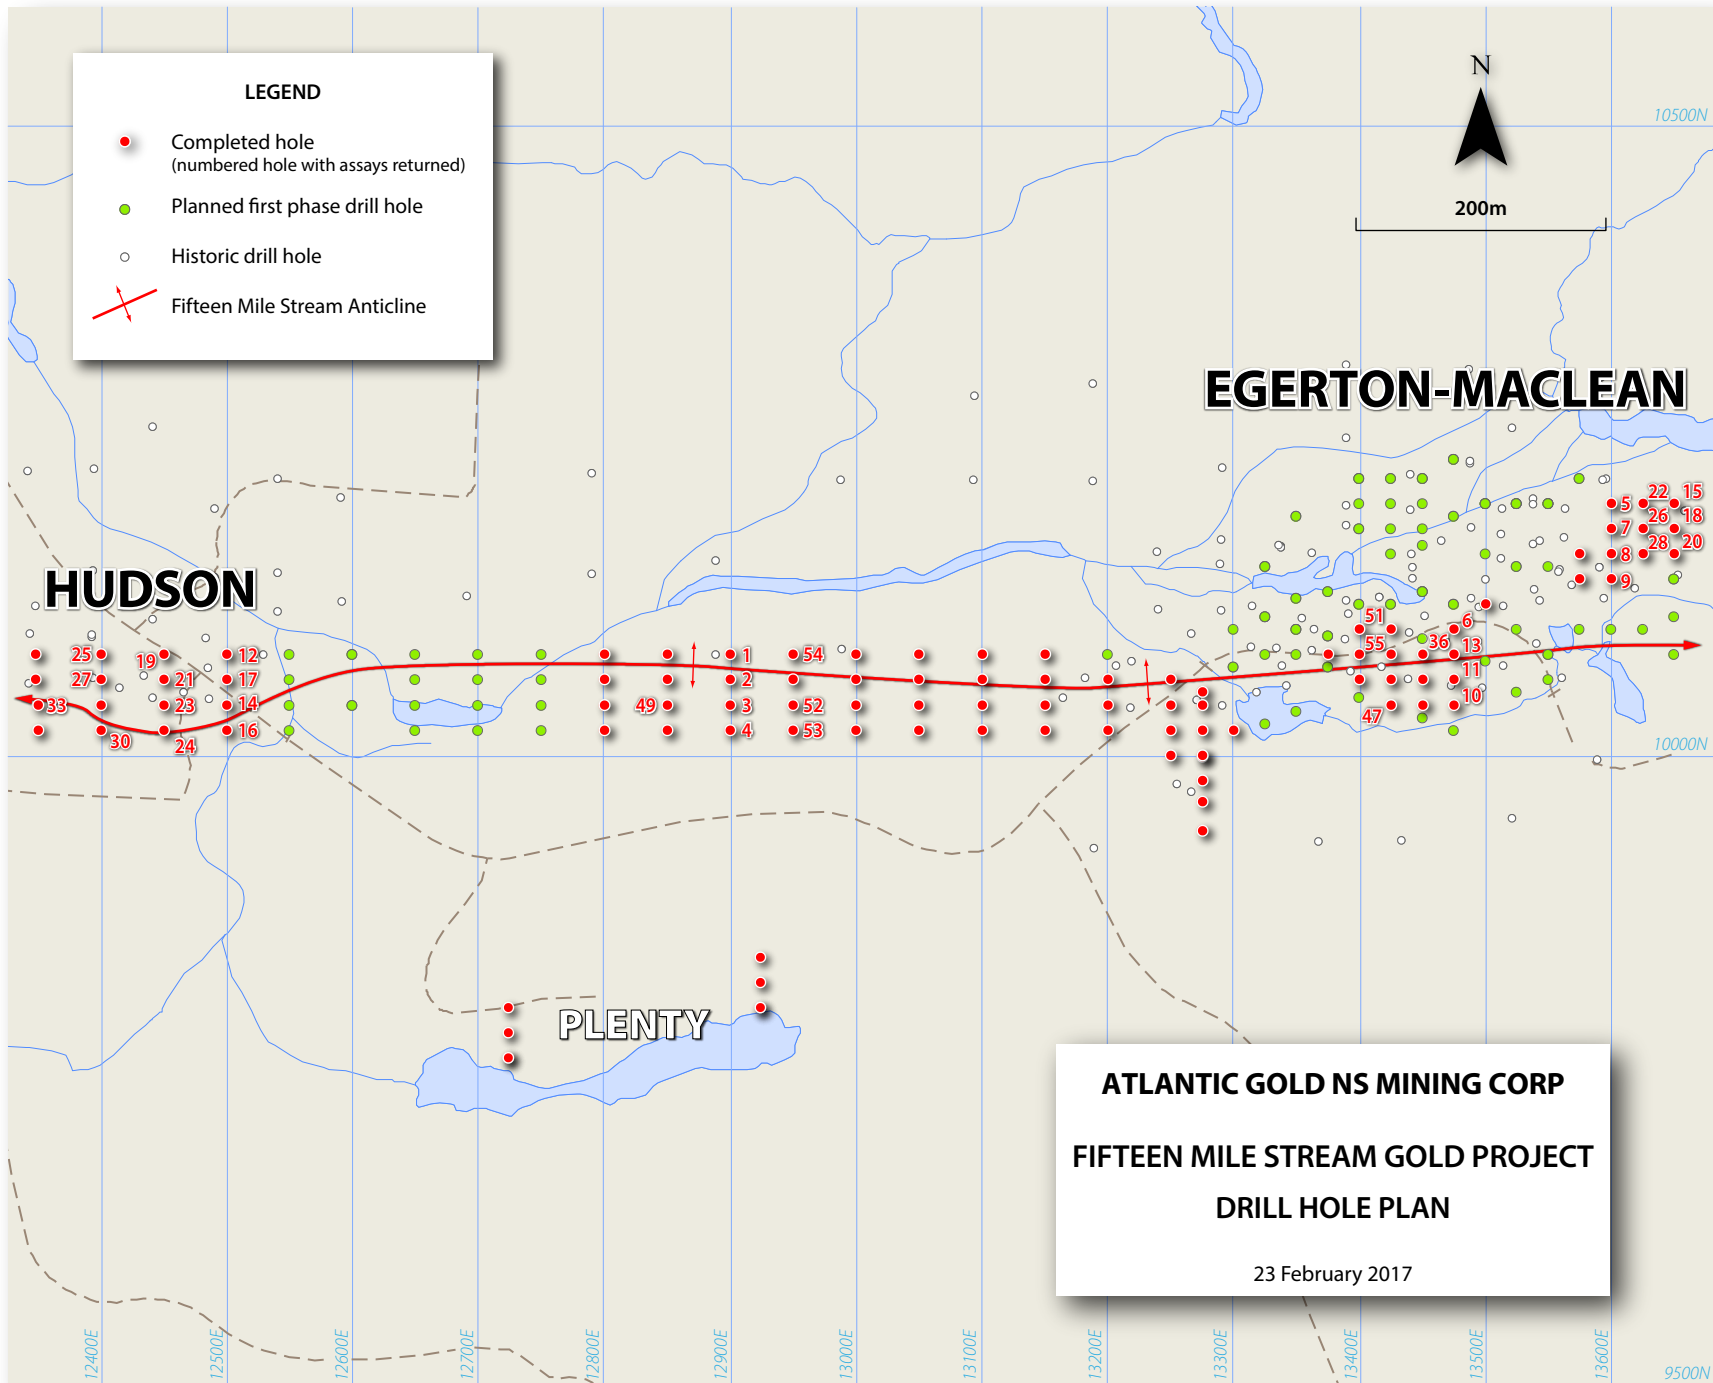 LEGEND
Completed hole
(numbered hole with assays returned)
Planned first phase drill hole
Historic drill hole
Fifteen Mile Stream Anticline
N
10500N
200m
EGERTON-MACLEAN
22 15
5
26 18
7
28 20
8
9
HUDSON
51 6
55 36 13
11
10
47
25 19 12 1 54
27 21 17 2
33 23 14 49 3 52
30 24 16 4 53
10000N
PLENTY
ATLANTIC GOLD NS MINING CORP
FIFTEEN MILE STREAM GOLD PROJECT
DRILL HOLE PLAN
23 February 2017
12400E 12500E 12600E 12700E 12800E 12900E 13000E 13100E 13200E 13300E 13400E 13500E 13600E
9500N